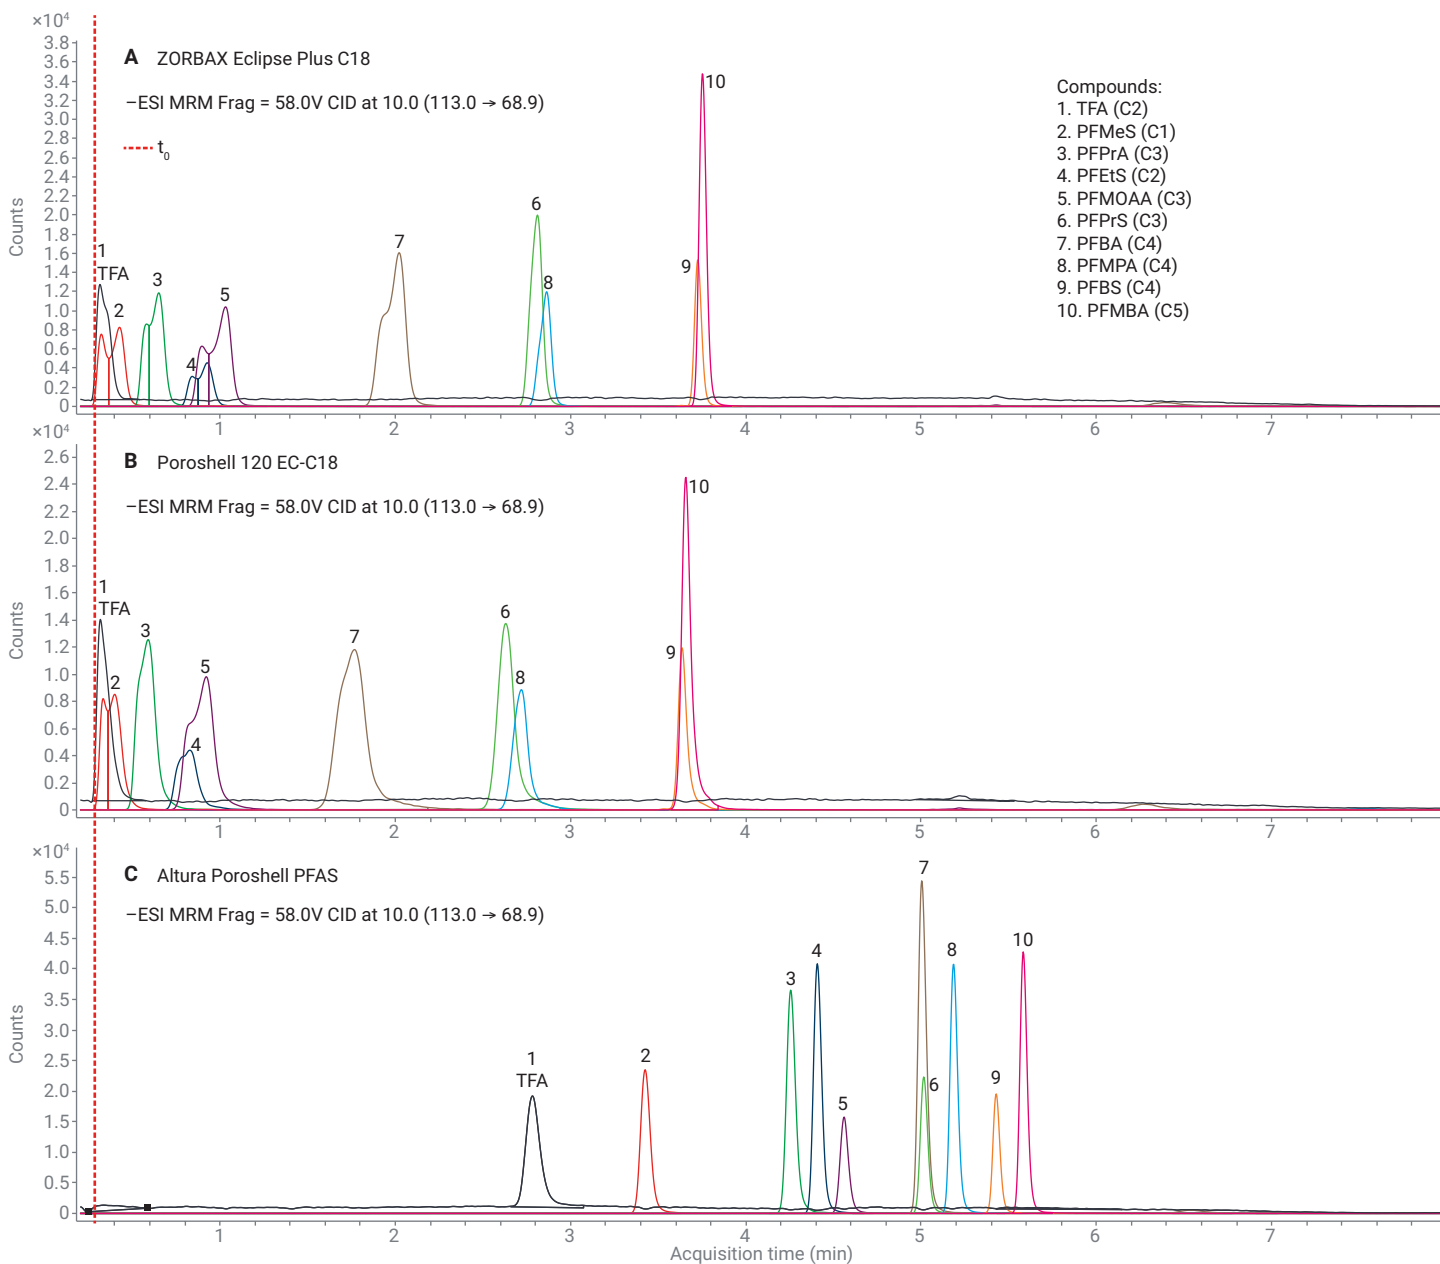 ×10⁴
A ZORBAX Eclipse Plus C18
−ESI MRM Frag = 58.0V CID at 10.0 (113.0 → 68.9)
t₀
Compounds:
1. TFA (C2)
2. PFMeS (C1)
3. PFPrA (C3)
4. PFEtS (C2)
5. PFMOAA (C3)
6. PFPrS (C3)
7. PFBA (C4)
8. PFMPA (C4)
9. PFBS (C4)
10. PFMBA (C5)
Counts
3.8
3.6
3.4
3.2
3.0
2.8
2.6
2.4
2.2
2.0
1.8
1.6
1.4
1.2
1.0
0.8
0.6
0.4
0.2
0
1
TFA
2
3
4
5
7
6
8
9
10
1 2 3 4 5 6 7
×10⁴
B Poroshell 120 EC-C18
−ESI MRM Frag = 58.0V CID at 10.0 (113.0 → 68.9)
Counts
2.6
2.4
2.2
2.0
1.8
1.6
1.4
1.2
1.0
0.8
0.6
0.4
0.2
0
1
TFA
2
3
4
5
7
6
8
9
10
1 2 3 4 5 6 7
×10⁴
C Altura Poroshell PFAS
−ESI MRM Frag = 58.0V CID at 10.0 (113.0 → 68.9)
Counts
5.5
5.0
4.5
4.0
3.5
3.0
2.5
2.0
1.5
1.0
0.5
0
1
TFA
2
3
4
5
7
6
8
9
10
1 2 3 4 5 6 7
Acquisition time (min)